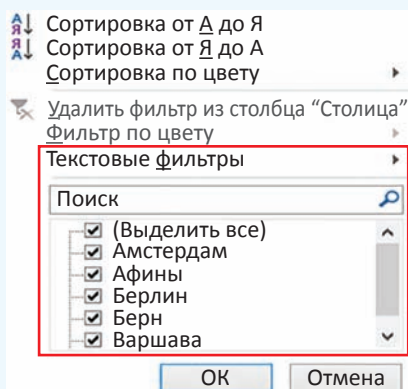 Сортировка от А до Я
Сортировка от Я до А
Сортировка по цвету
Удалить фильтр из столбца “Столица”
Фильтр по цвету
Текстовые фильтры
Поиск
(Выделить все)
Амстердам
Афины
Берлин
Берн
Варшава
ОК Отмена